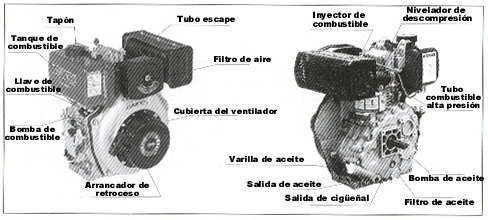 Tapón
Tubo escape
Tanque de
combustible
Filtro de aire
Llave de
combustible
Cubierta del ventilador
Bomba de
combustible
Arrancador de
retroceso
Inyector de
combustible
Nivelador de
descompresión
Tubo
combustible
alta presión
Varilla de aceite
Bomba de aceite
Salida de aceite
Filtro de aceite
Salida de cigüeñal